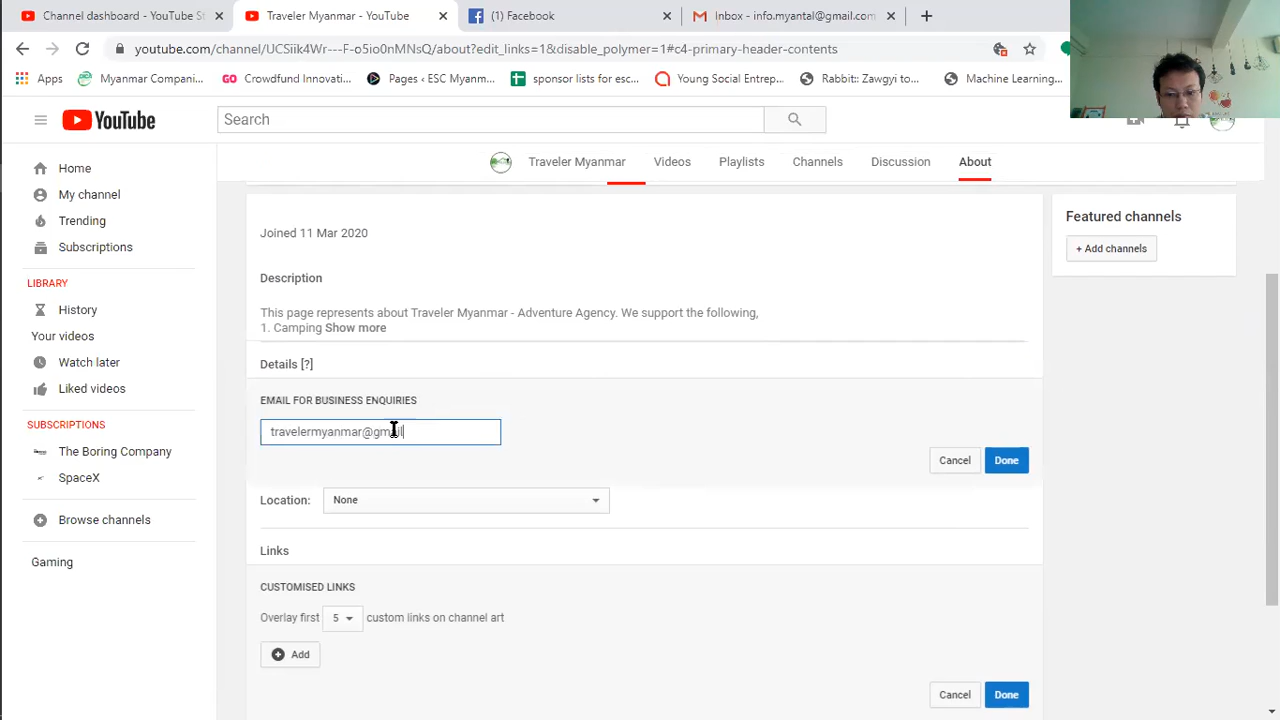 Channel dashboard - YouTube St
Traveler Myanmar - YouTube
(1) Facebook
Inbox - info.myantal@gmail.com
youtube.com/channel/UCSiik4Wr---F-o5io0nMNsQ/about?edit_links=1&disable_polymer=1#c4-primary-header-contents
Apps
Myanmar Compani...
Crowdfund Innovati...
Pages ‹ ESC Myanm...
sponsor lists for esc...
Young Social Entrep...
Rabbit:: Zawgyi to...
Machine Learning...
YouTube
Search
Home
My channel
Trending
Subscriptions
LIBRARY
History
Your videos
Watch later
Liked videos
SUBSCRIPTIONS
The Boring Company
SpaceX
Browse channels
Gaming
Traveler Myanmar
Videos
Playlists
Channels
Discussion
About
Joined 11 Mar 2020
Description
This page represents about Traveler Myanmar - Adventure Agency. We support the following,
1. Camping Show more
Details [?]
EMAIL FOR BUSINESS ENQUIRIES
travelermyanmar@gmail
Cancel
Done
Location:
None
Links
CUSTOMISED LINKS
Overlay first 5 custom links on channel art
Add
Cancel
Done
Featured channels
+ Add channels